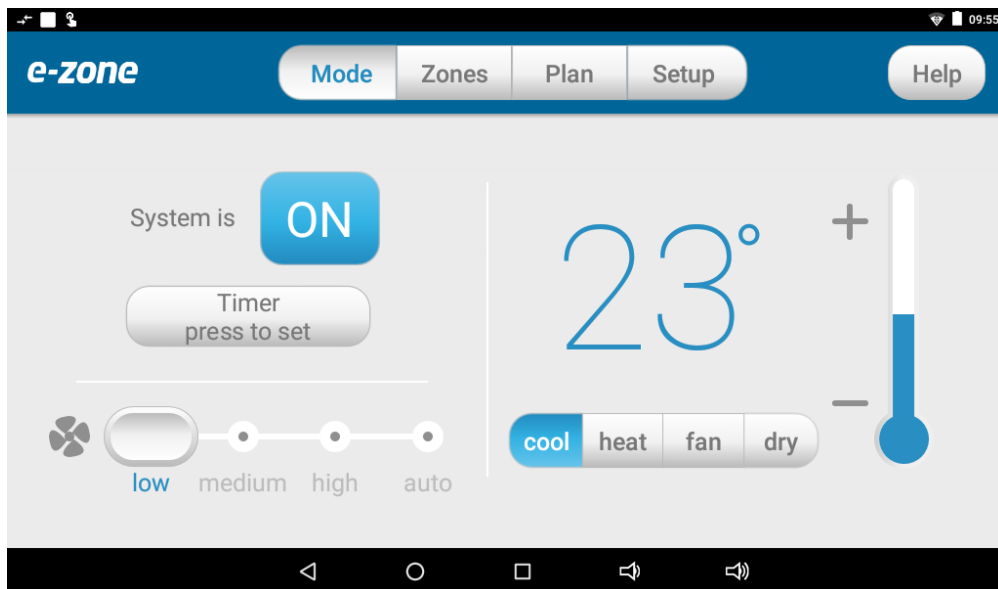 09:55
e-zone
Mode Zones Plan Setup Help
System is ON
23°
Timer
press to set
cool heat fan dry
low medium high auto